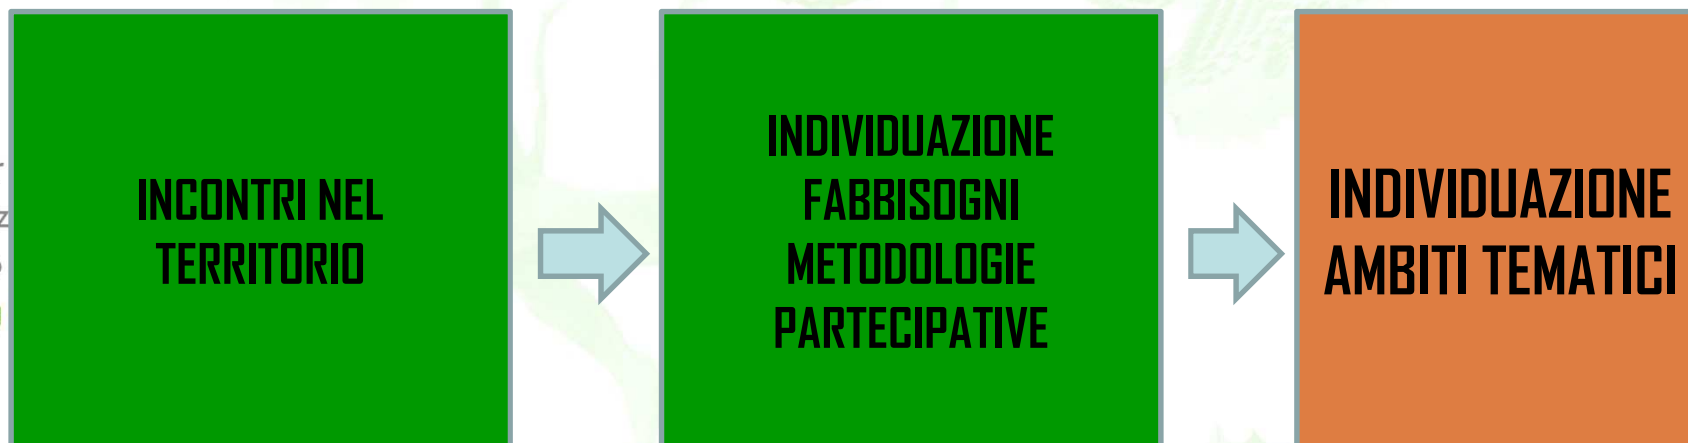 INCONTRI NEL
TERRITORIO
INDIVIDUAZIONE
FABBISOGNI
METODOLOGIE
PARTECIPATIVE
INDIVIDUAZIONE
AMBITI TEMATICI